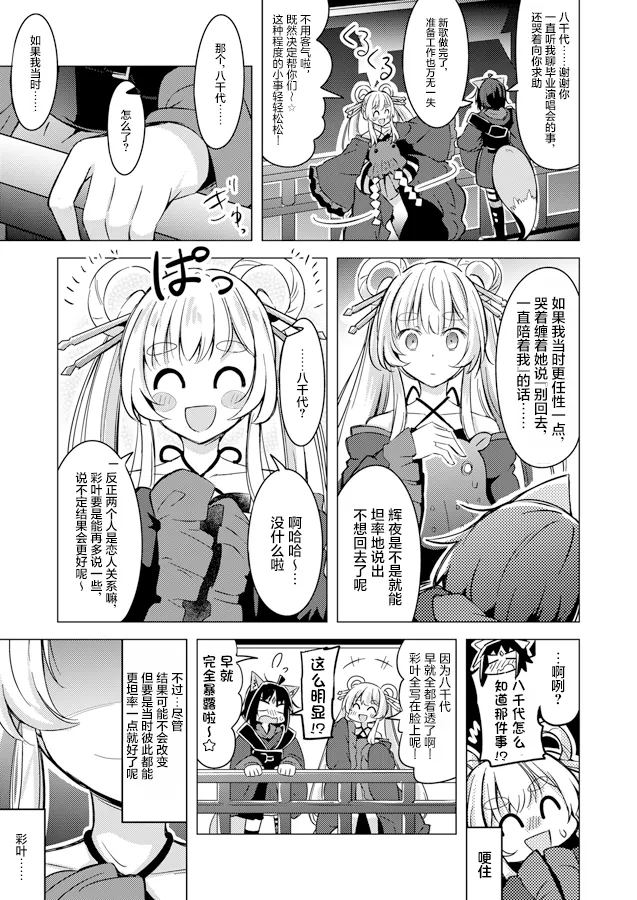 八千代……谢谢你
一直听我聊毕业演唱会的事,
还哭着向你求助
新歌做完了,
准备工作也万无一失
くるくる
不用客气啦,
既然决定帮你们～☆
这种程度的小事轻轻松松!
那个,八千代……
怎么了?
如果我当时……
ぎゅっ
如果我当时更任性一点,
哭着缠着她说「别回去,
一直陪着我」的话……
辉夜是不是就能
坦率地说出
不想回去了呢
ぱっ
……八千代?
啊哈哈～……
没什么啦
反正两个人是恋人关系嘛,
彩叶要是能再多说一些,
说不定结果会更好呢～
……啊咧?
八千代怎么
知道那件事!?
哽住
因为八千代
早就全都看透了啊!
彩叶全写在脸上呢!
这么明显!?
早就
完全暴露啦～☆
不过……尽管
结果可能不会改变
但要是当时彼此都能
更坦率一点就好了呢
彩叶……